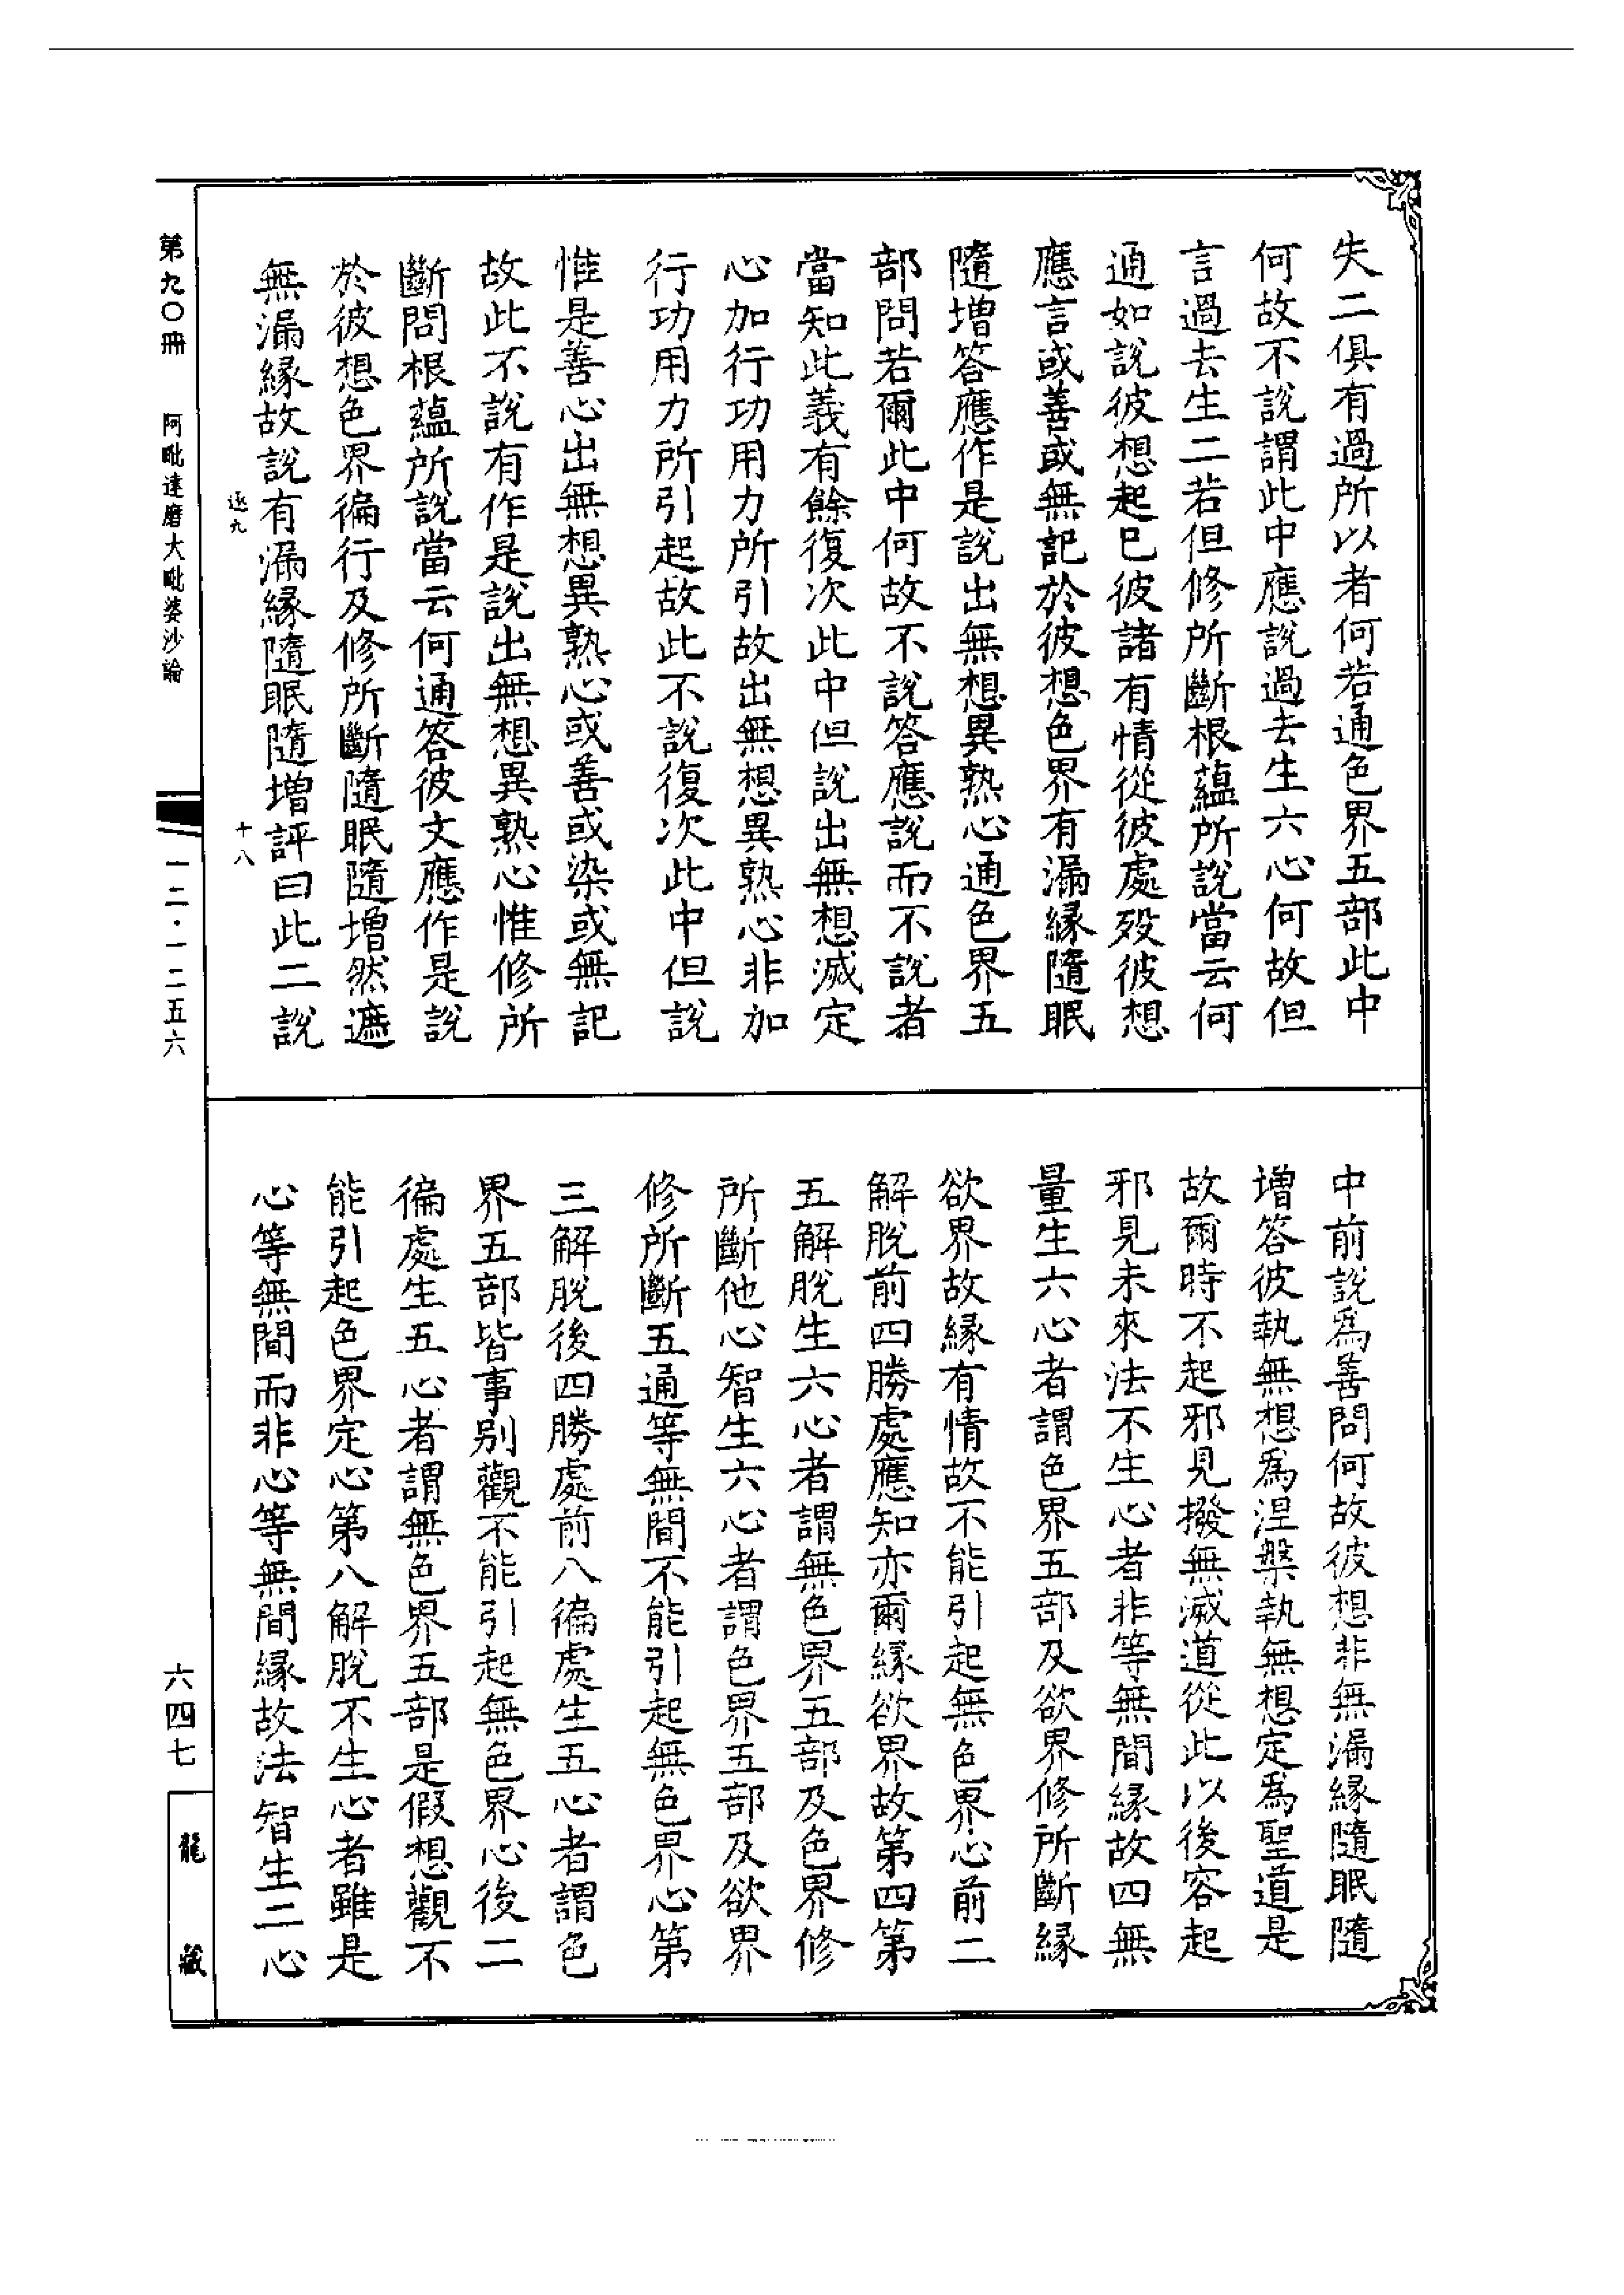 失二俱有過所以者何若通色界五部此中
何故不說謂此中應說過去生六心何故但
言過去生二若但修所斷根蘊所說當云何
通如說彼想起已彼諸有情從彼處歿彼想
應言或善或無記於彼想色界有漏緣隨眠
隨增答應作是說出無想異熟心通色界五
部問若爾此中何故不說答應說而不說者
當知此義有餘復次此中但說出無想滅定
心加行功用力所引故出無想異熟心非加
行功用力所引起故此不說復次此中但說
惟是善心出無想異熟心或善或染或無記
故此不說有作是說出無想異熟心惟修所
斷問根蘊所說當云何通答彼文應作是說
於彼想色界徧行及修所斷隨眠隨增然遮
無漏緣故說有漏緣隨眠隨增評曰此二說
中前說爲善問何故彼想非無漏緣隨眠隨
增答彼執無想爲涅槃執無想定爲聖道是
故爾時不起邪見撥無滅道從此以後容起
邪見未來法不生心者非等無間緣故四無
量生六心者謂色界五部及欲界修所斷緣
欲界故緣有情故不能引起無色界心前二
解脫前四勝處應知亦爾緣欲界故第四第
五解脫生六心者謂無色界五部及色界修
所斷他心智生六心者謂色界五部及欲界
修所斷五通等無間不能引起無色界心第
三解脫後四勝處前八徧處生五心者謂色
界五部皆事別觀不能引起無色界心後二
徧處生五心者謂無色界五部是假想觀不
能引起色界定心第八解脫不生心者雖是
心等無間而非心等無間緣故法智生二心
第九〇冊 阿毗達磨大毗婆沙論
逐九 十八
一二·一二五六
六四七
龍藏